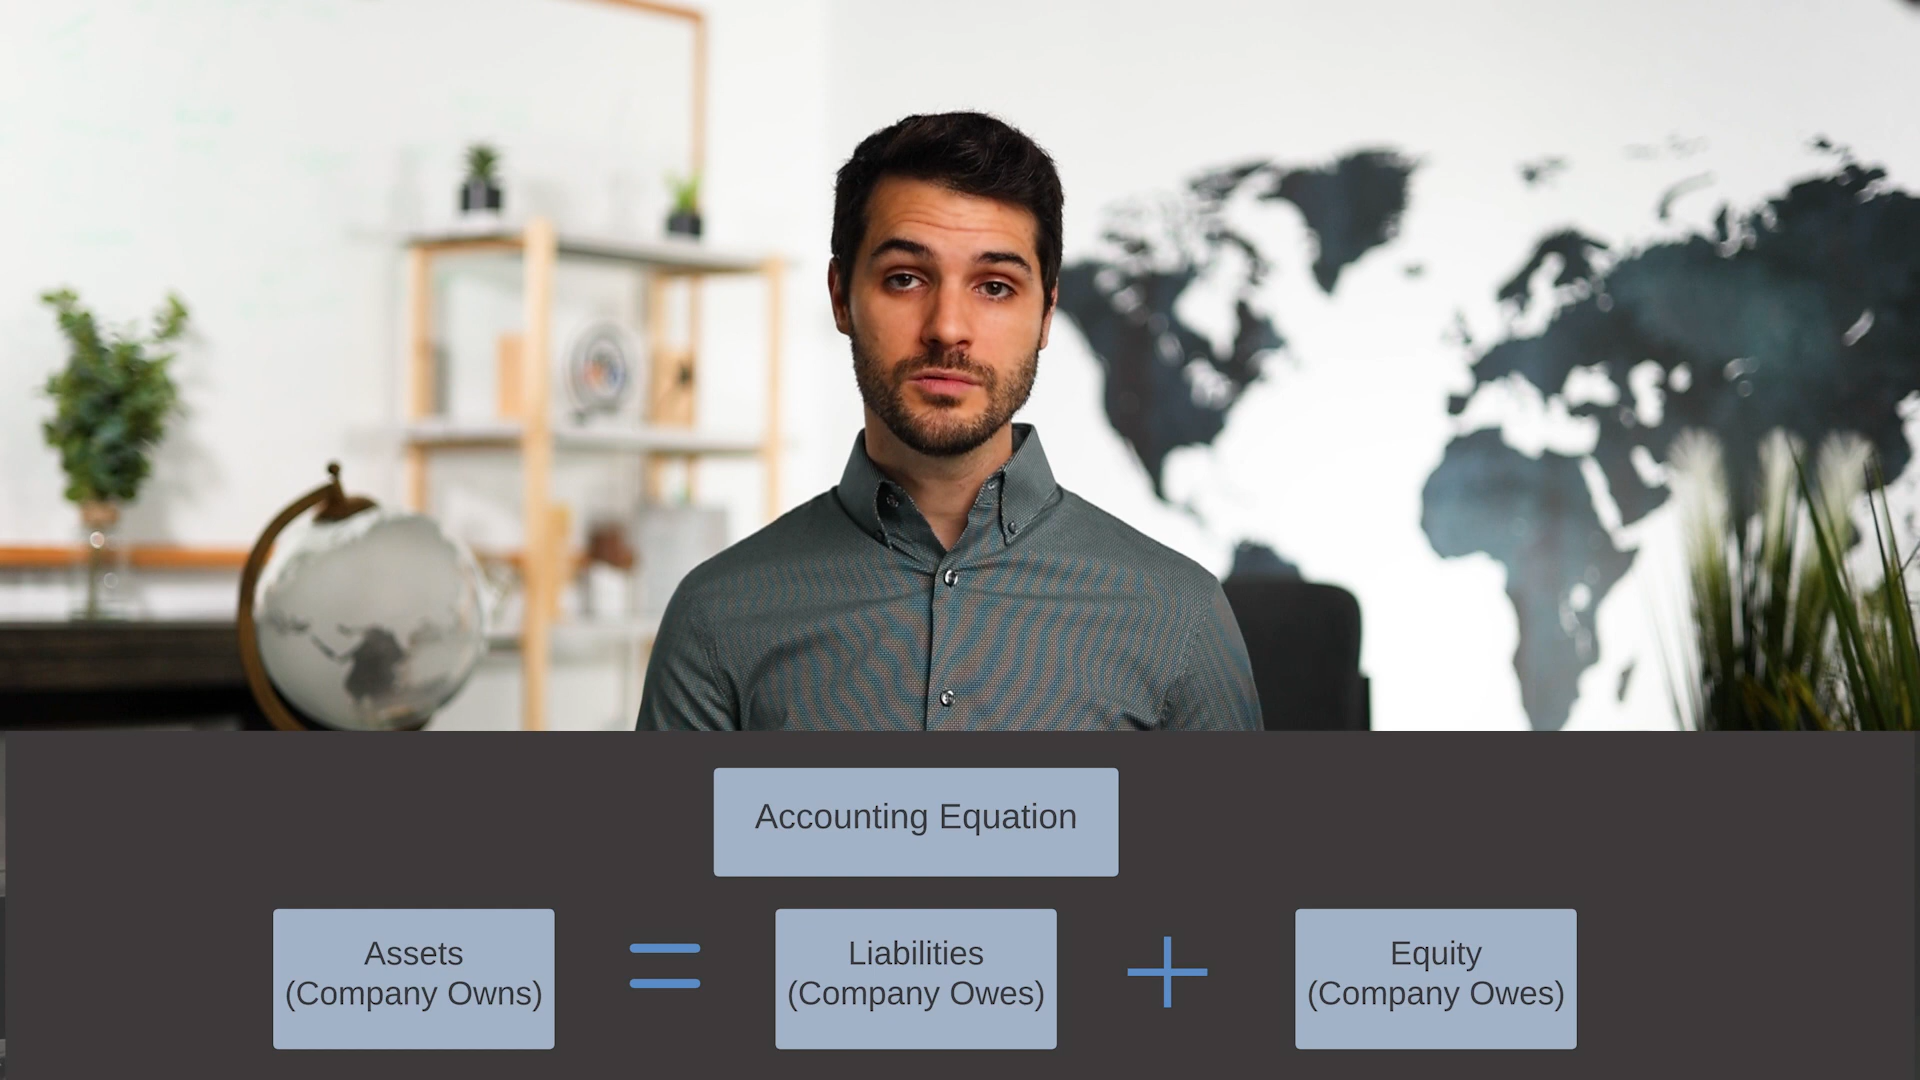 Accounting Equation
Assets
(Company Owns)
=
Liabilities
(Company Owes)
+
Equity
(Company Owes)